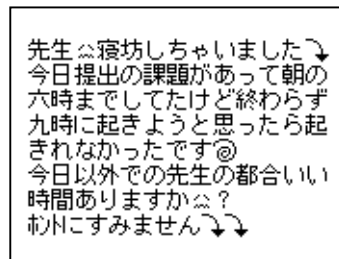 先生💦寝坊しちゃいました⤵
今日提出の課題があって朝の
六時までしてたけど終わらず
九時に起きようと思ったら起
きれなかったです🌀
今日以外での先生の都合いい
時間ありますか💦？
ﾎﾝﾄにすみません⤵⤵